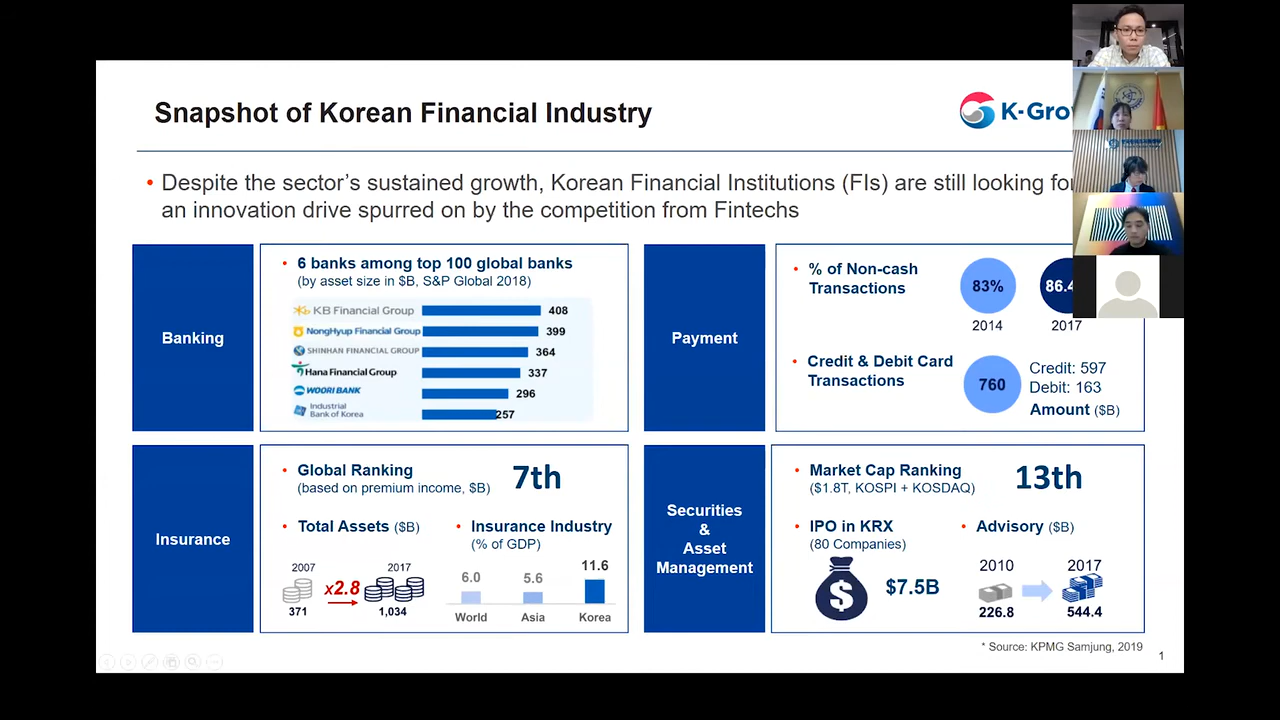 Snapshot of Korean Financial Industry
K-Gro
• Despite the sector's sustained growth, Korean Financial Institutions (FIs) are still looking for
an innovation drive spurred on by the competition from Fintechs
Banking
• 6 banks among top 100 global banks
(by asset size in $B, S&P Global 2018)
KB Financial Group 408
NongHyup Financial Group 399
SHINHAN FINANCIAL GROUP 364
Hana Financial Group 337
WOORI BANK 296
Industrial
Bank of Korea 257
Payment
• % of Non-cash
Transactions
83%
86.4
2014
2017
• Credit & Debit Card
Transactions
760
Credit: 597
Debit: 163
Amount ($B)
Insurance
• Global Ranking
(based on premium income, $B)
7th
• Total Assets ($B)
2007
2017
x2.8
371
1,034
• Insurance Industry
(% of GDP)
6.0
5.6
11.6
World
Asia
Korea
Securities
&
Asset
Management
• Market Cap Ranking
($1.8T, KOSPI + KOSDAQ)
13th
• IPO in KRX
(80 Companies)
$
$7.5B
• Advisory ($B)
2010
2017
226.8
544.4
* Source: KPMG Samjung, 2019
1